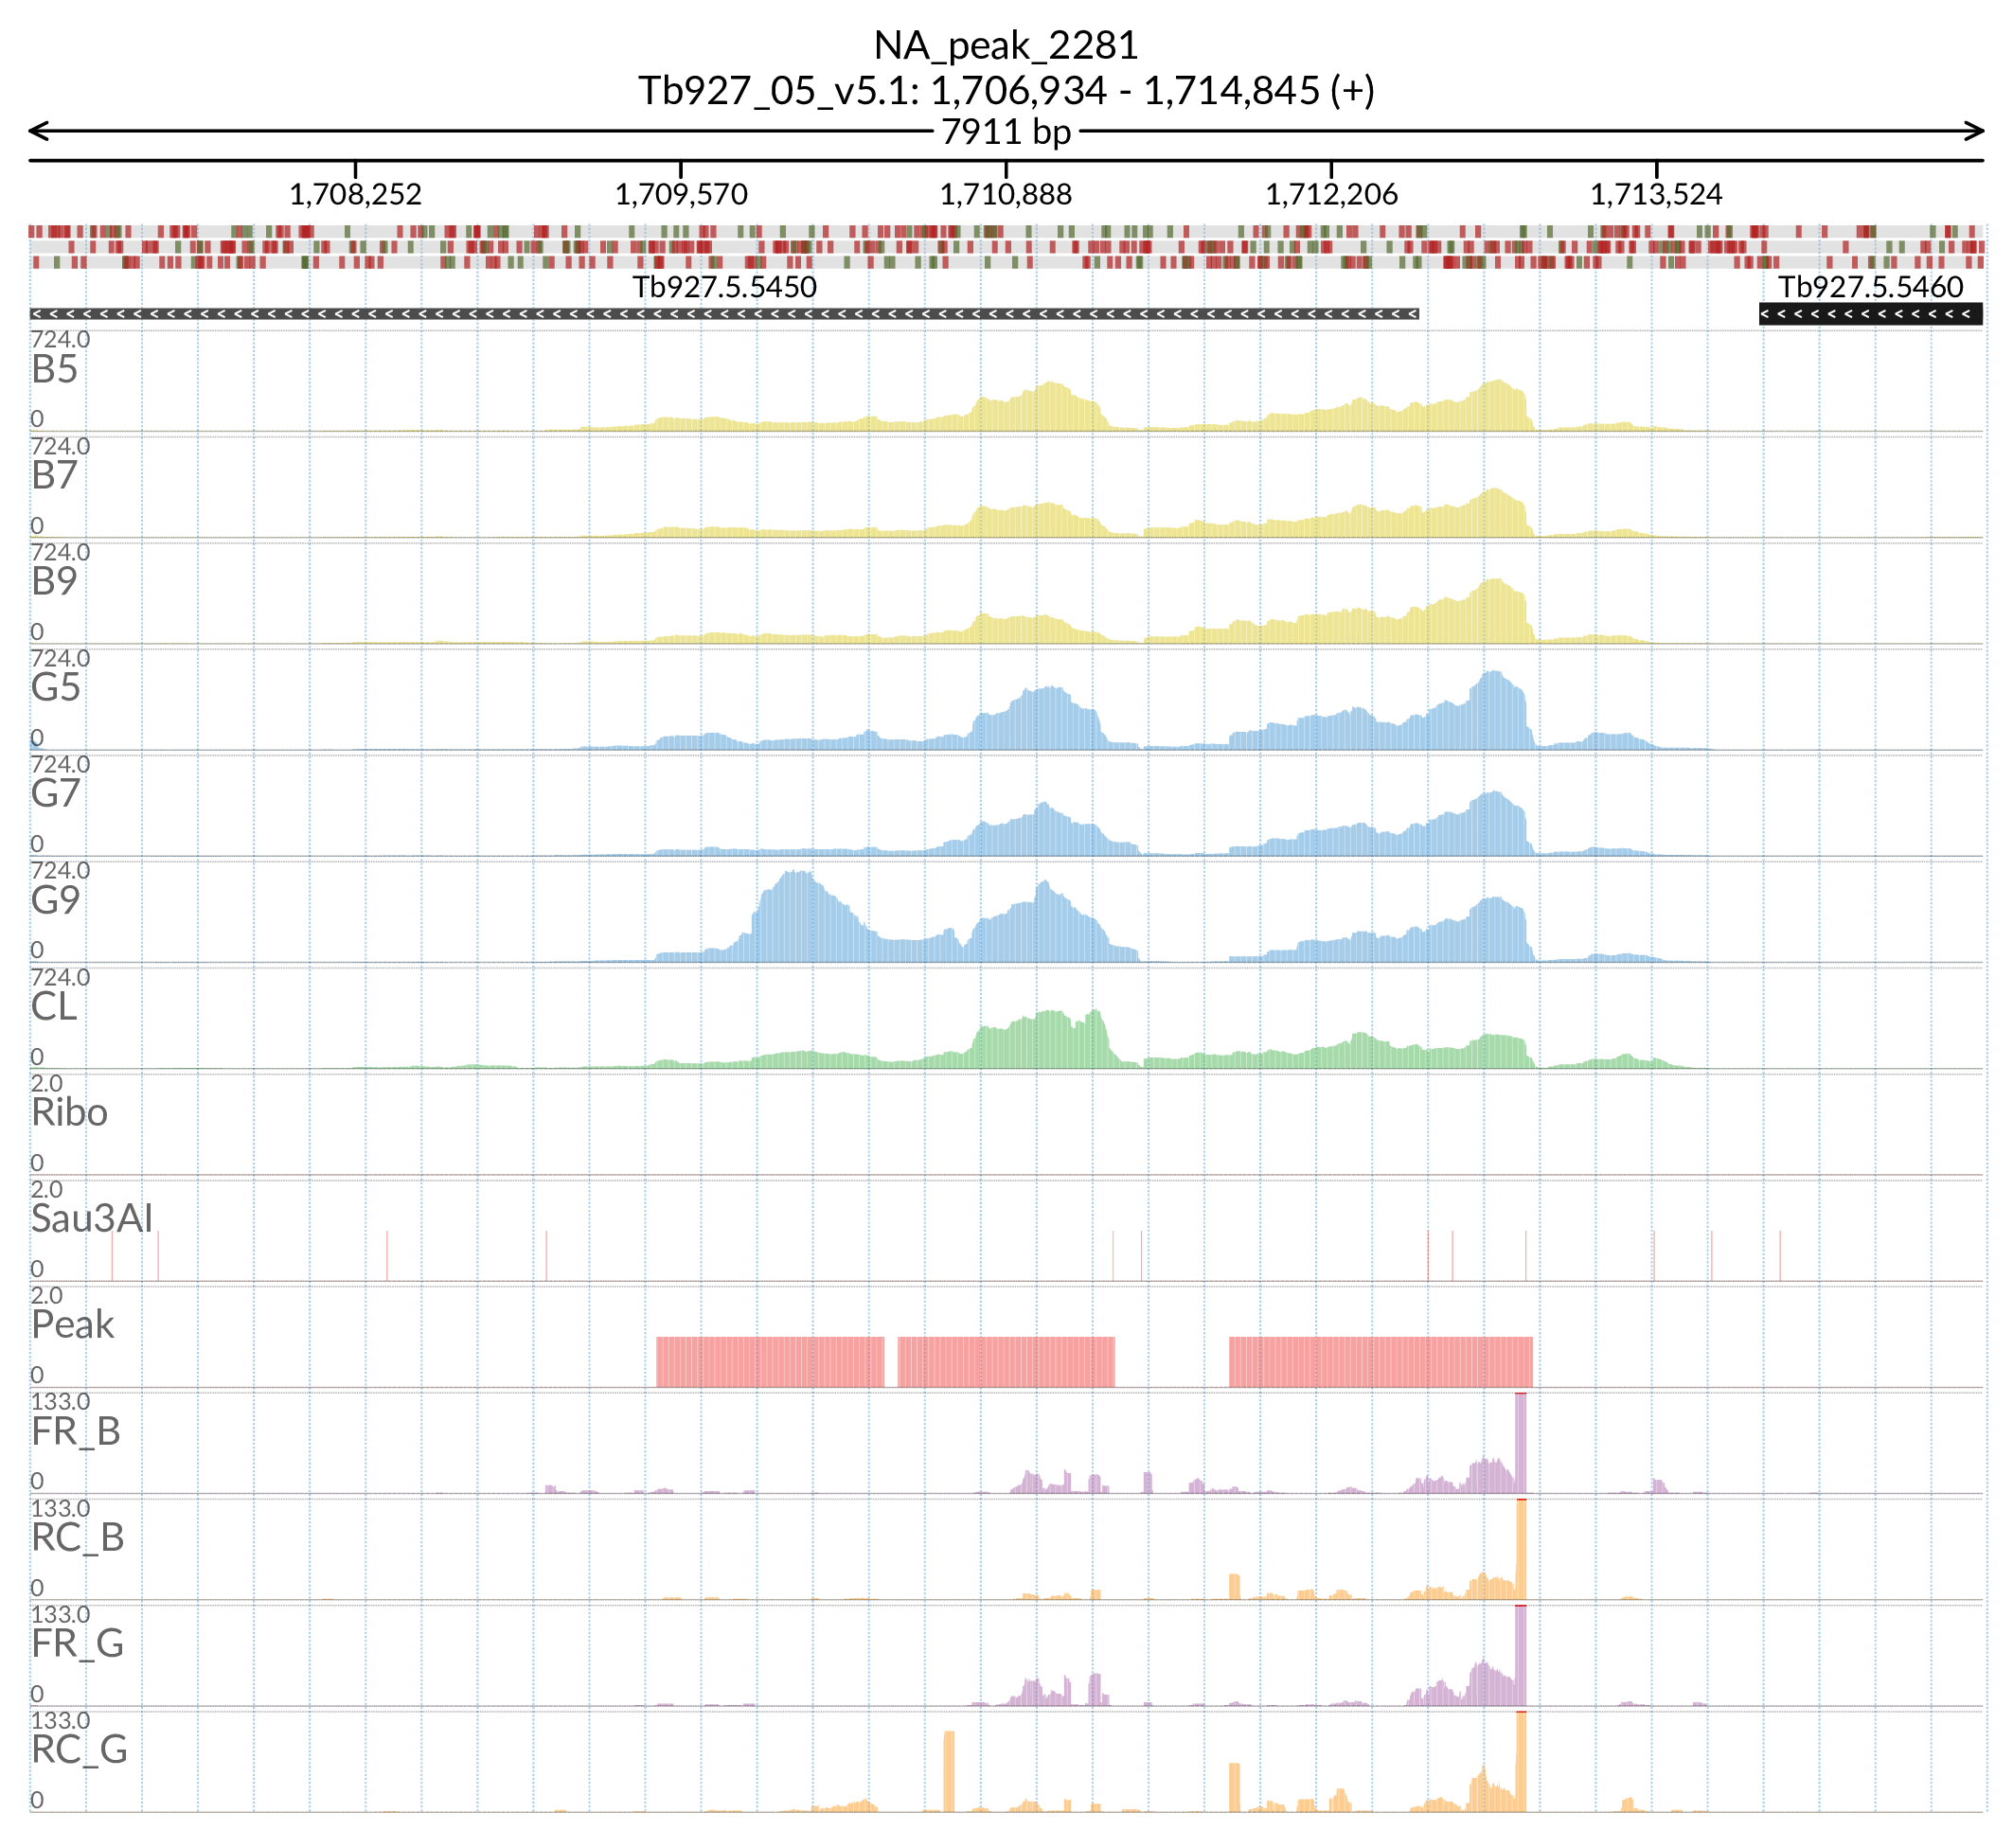 NA_peak_2281
Tb927_05_v5.1: 1,706,934 - 1,714,845 (+)
7911 bp
1,708,252 1,709,570 1,710,888 1,712,206 1,713,524
Tb927.5.5450 Tb927.5.5460
724.0
B5
0
724.0
B7
0
724.0
B9
0
724.0
G5
0
724.0
G7
0
724.0
G9
0
724.0
CL
0
2.0
Ribo
0
2.0
Sau3AI
0
2.0
Peak
0
133.0
FR_B
0
133.0
RC_B
0
133.0
FR_G
0
133.0
RC_G
0